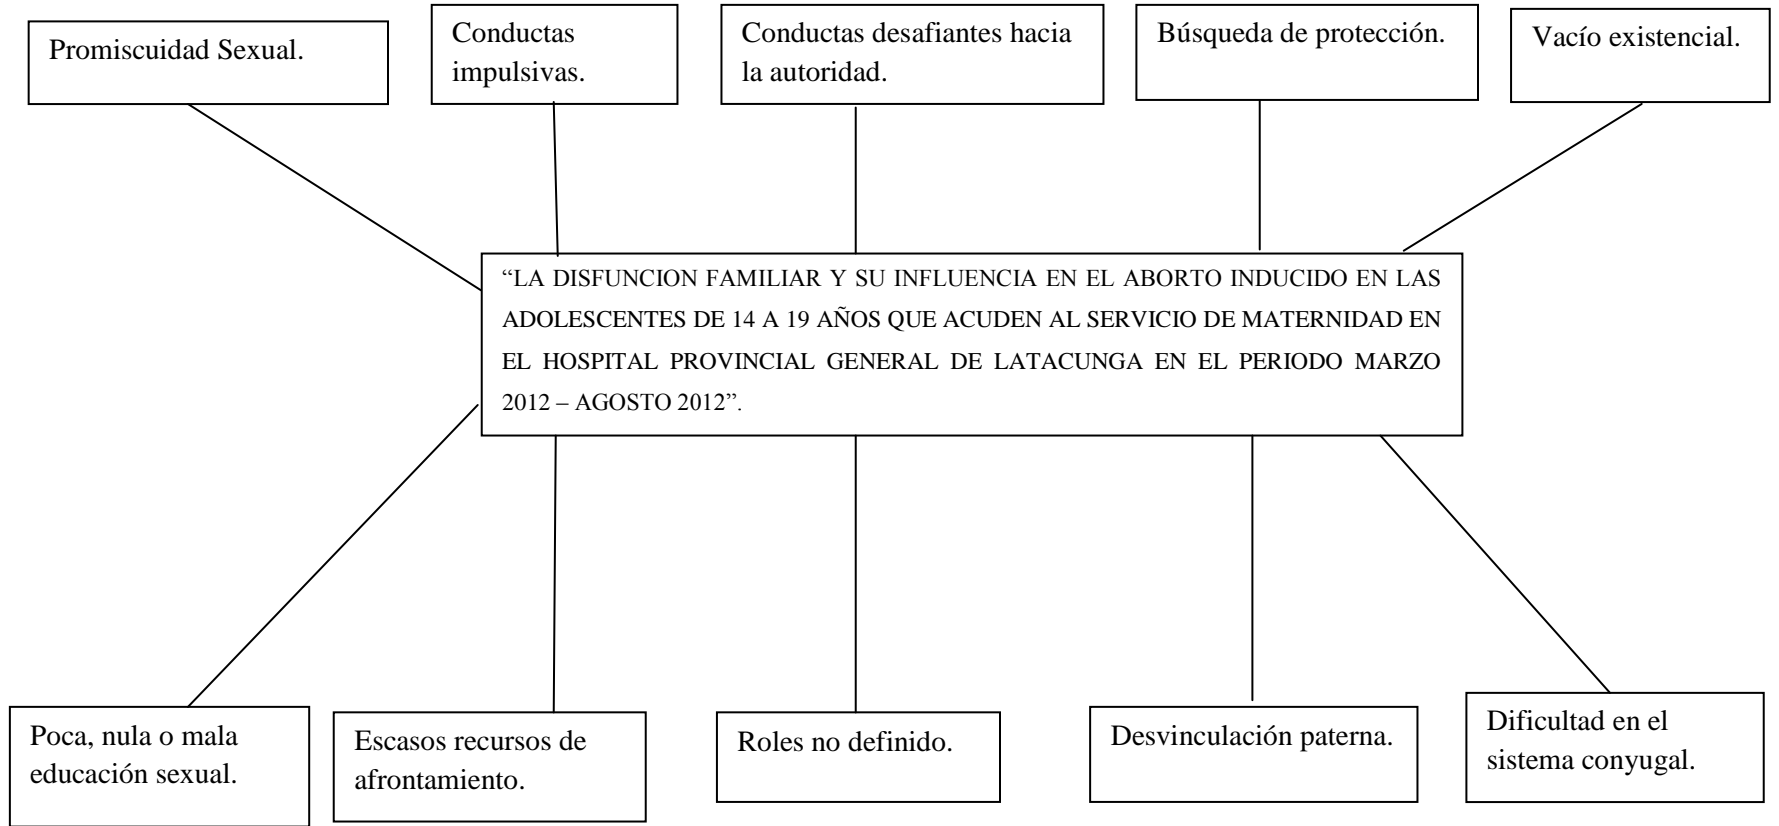 Promiscuidad Sexual.
Conductas
impulsivas.
Conductas desafiantes hacia
la autoridad.
Búsqueda de protección.
Vacío existencial.
“LA DISFUNCION FAMILIAR Y SU INFLUENCIA EN EL ABORTO INDUCIDO EN LAS
ADOLESCENTES DE 14 A 19 AÑOS QUE ACUDEN AL SERVICIO DE MATERNIDAD EN
EL HOSPITAL PROVINCIAL GENERAL DE LATACUNGA EN EL PERIODO MARZO
2012 – AGOSTO 2012”.
Poca, nula o mala
educación sexual.
Escasos recursos de
afrontamiento.
Roles no definido.
Desvinculación paterna.
Dificultad en el
sistema conyugal.